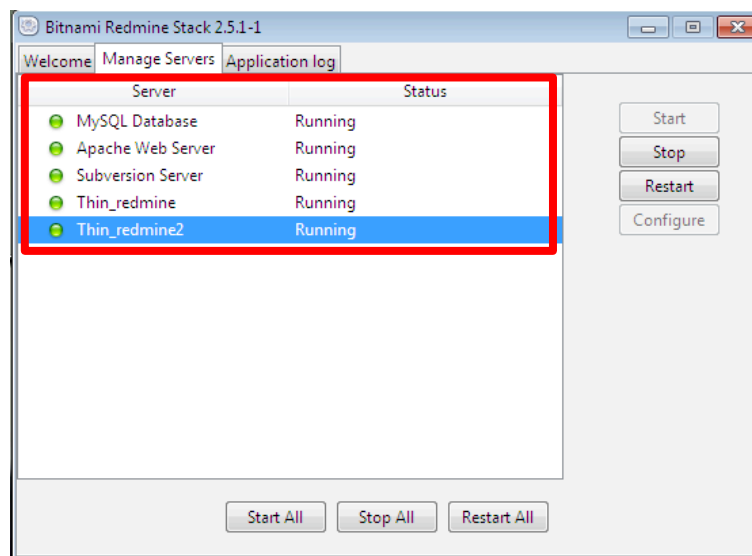 Bitnami Redmine Stack 2.5.1-1
Welcome Manage Servers Application log
Server Status
MySQL Database Running
Apache Web Server Running
Subversion Server Running
Thin_redmine Running
Thin_redmine2 Running
Start
Stop
Restart
Configure
Start All Stop All Restart All